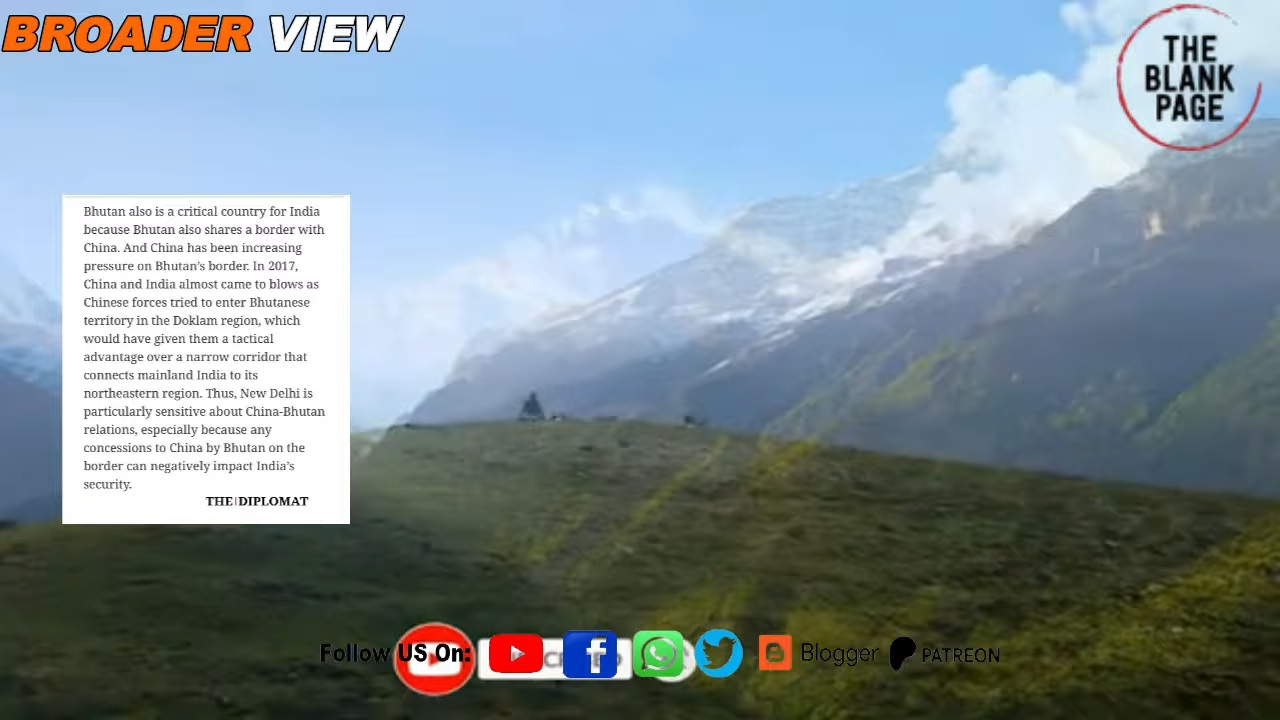 BROADER VIEW
THE
BLANK
PAGE
Bhutan also is a critical country for India
because Bhutan also shares a border with
China. And China has been increasing
pressure on Bhutan's border. In 2017,
China and India almost came to blows as
Chinese forces tried to enter Bhutanese
territory in the Doklam region, which
would have given them a tactical
advantage over a narrow corridor that
connects mainland India to its
northeastern region. Thus, New Delhi is
particularly sensitive about China-Bhutan
relations, especially because any
concessions to China by Bhutan on the
border can negatively impact India's
security.
THE|DIPLOMAT
Follow US On: Blogger PATREON